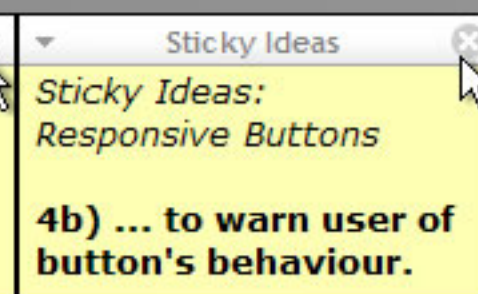 Sticky Ideas
Sticky Ideas:
Responsive Buttons
4b) ... to warn user of
button's behaviour.